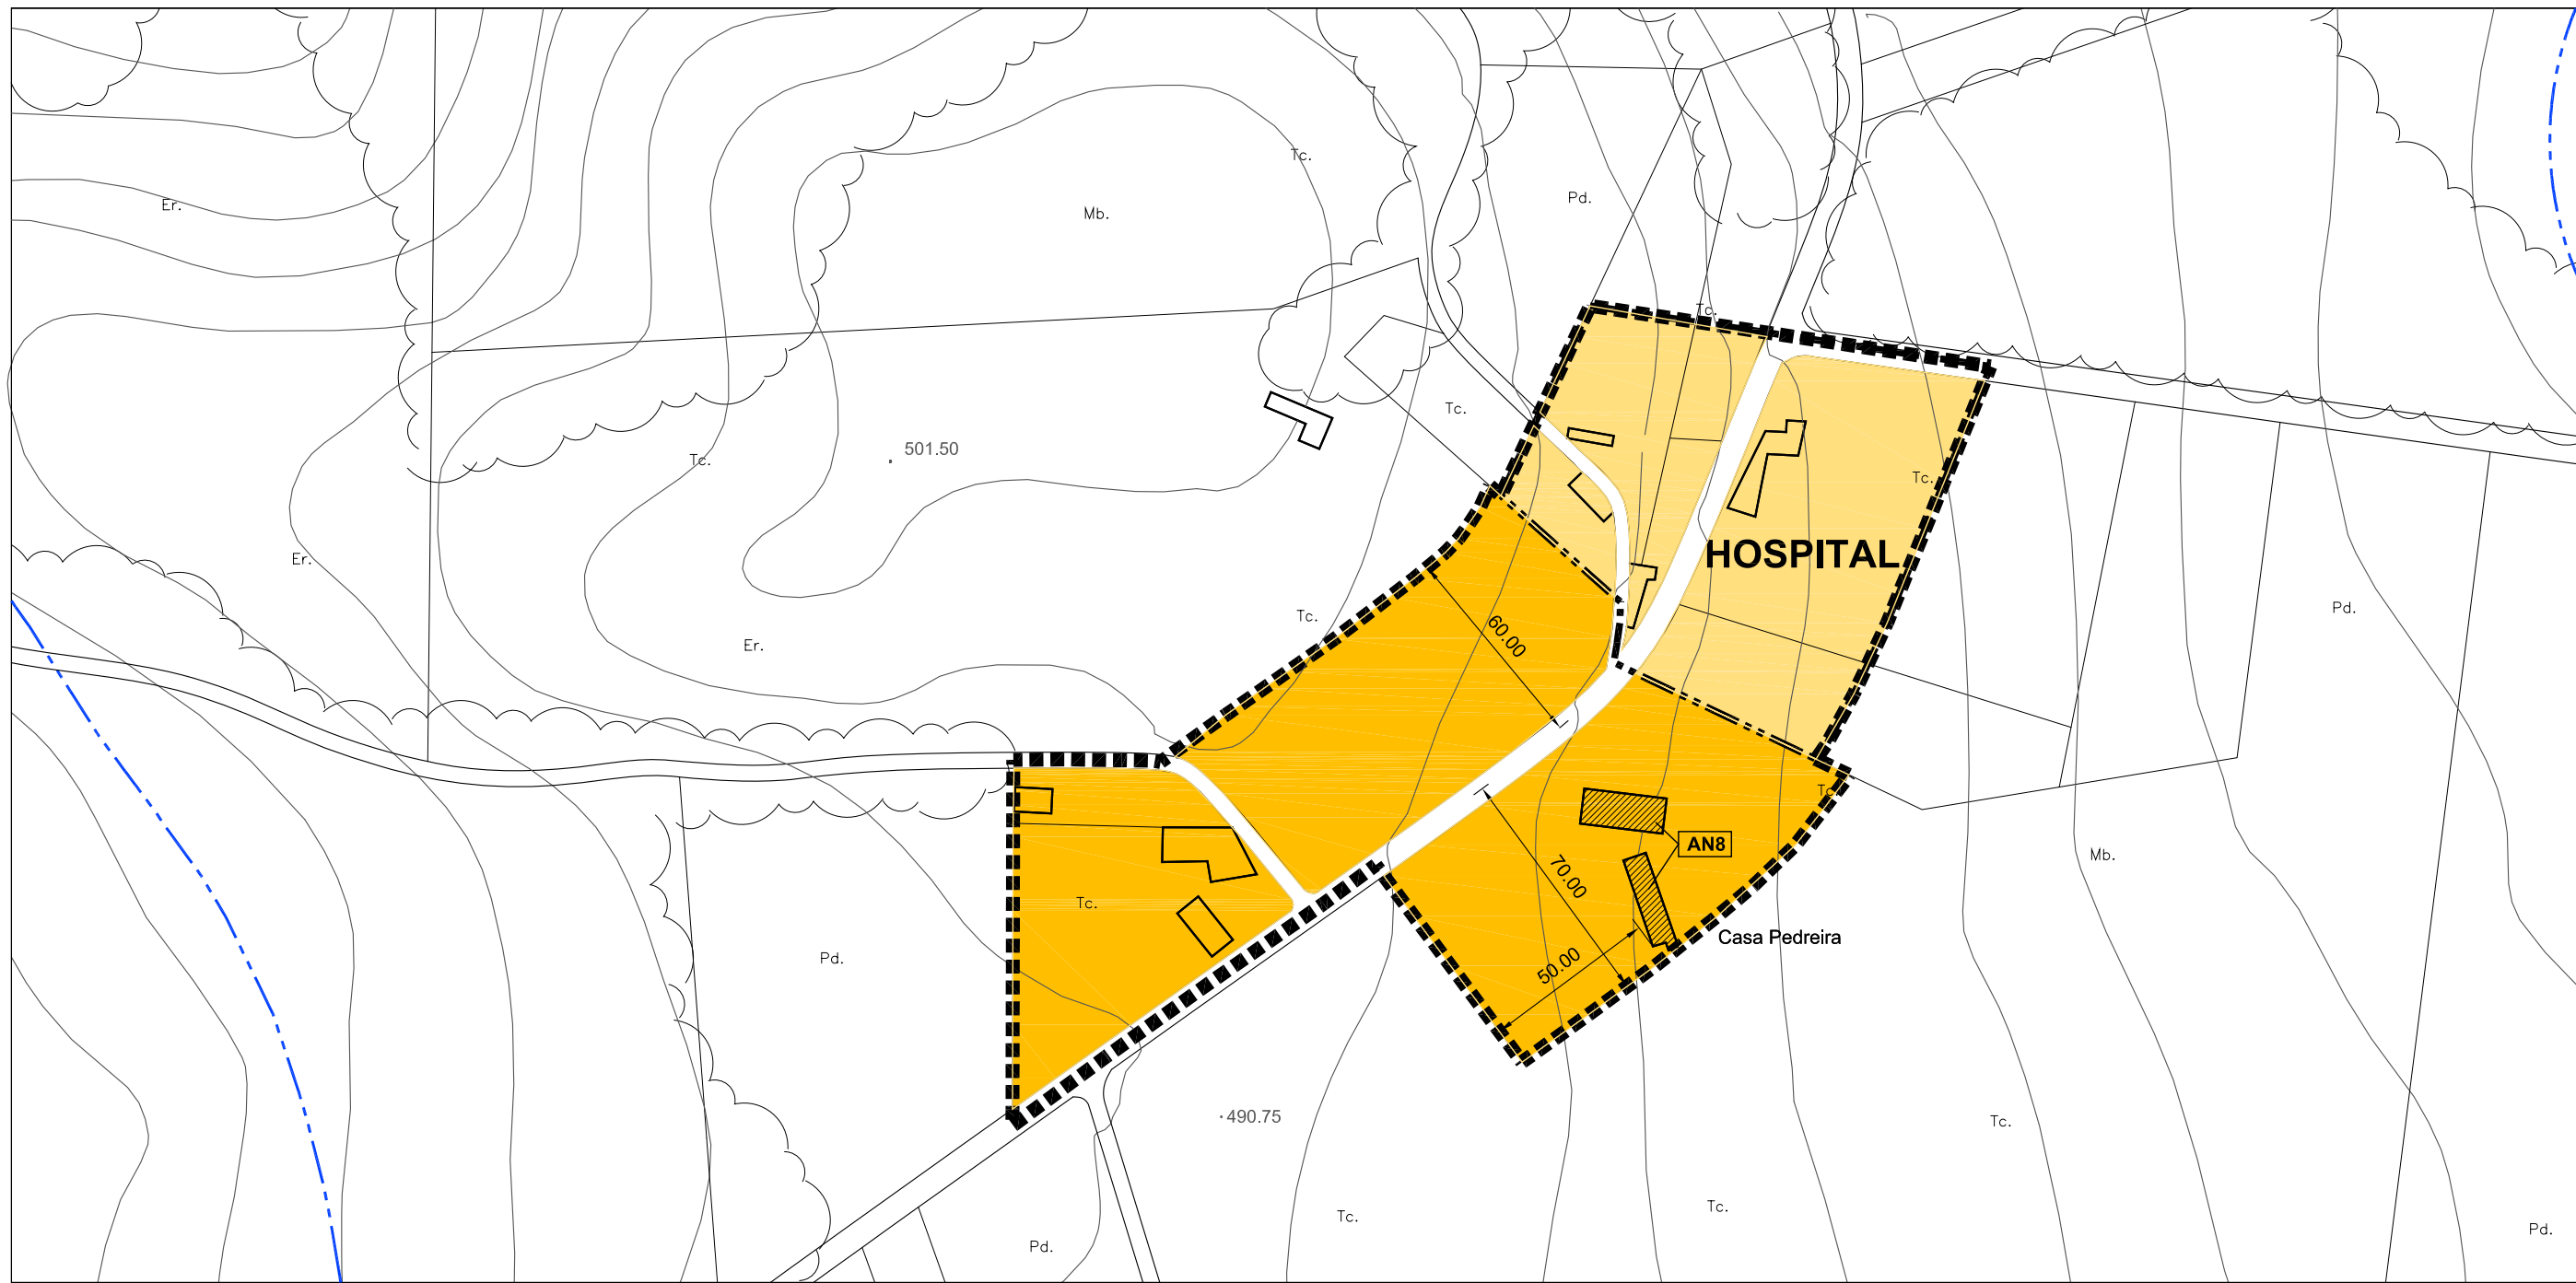 Tc.
Pd.
Er.
Mb.
Tc.
Tc.
501.50
Tc.
Tc.
HOSPITAL
Er.
Pd.
Tc.
60.00
Er.
Tc.
AN8
Mb.
70.00
Tc.
Casa Pedreira
Pd.
50.00
490.75
Tc.
Tc.
Tc.
Pd.
Pd.